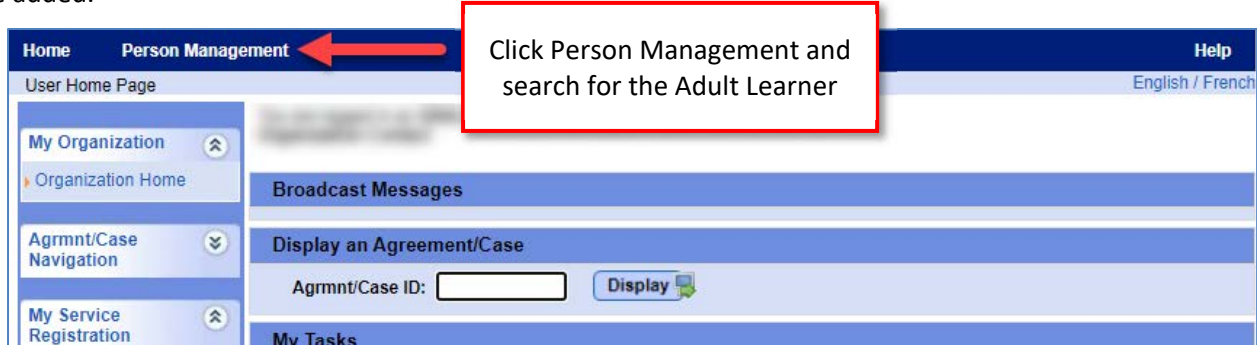 Home Person Management Help
Click Person Management and
search for the Adult Learner
User Home Page English / French
My Organization
Organization Home
Broadcast Messages
Agrmnt/Case
Navigation
Display an Agreement/Case
Agrmnt/Case ID: Display
My Service
Registration
My Tasks